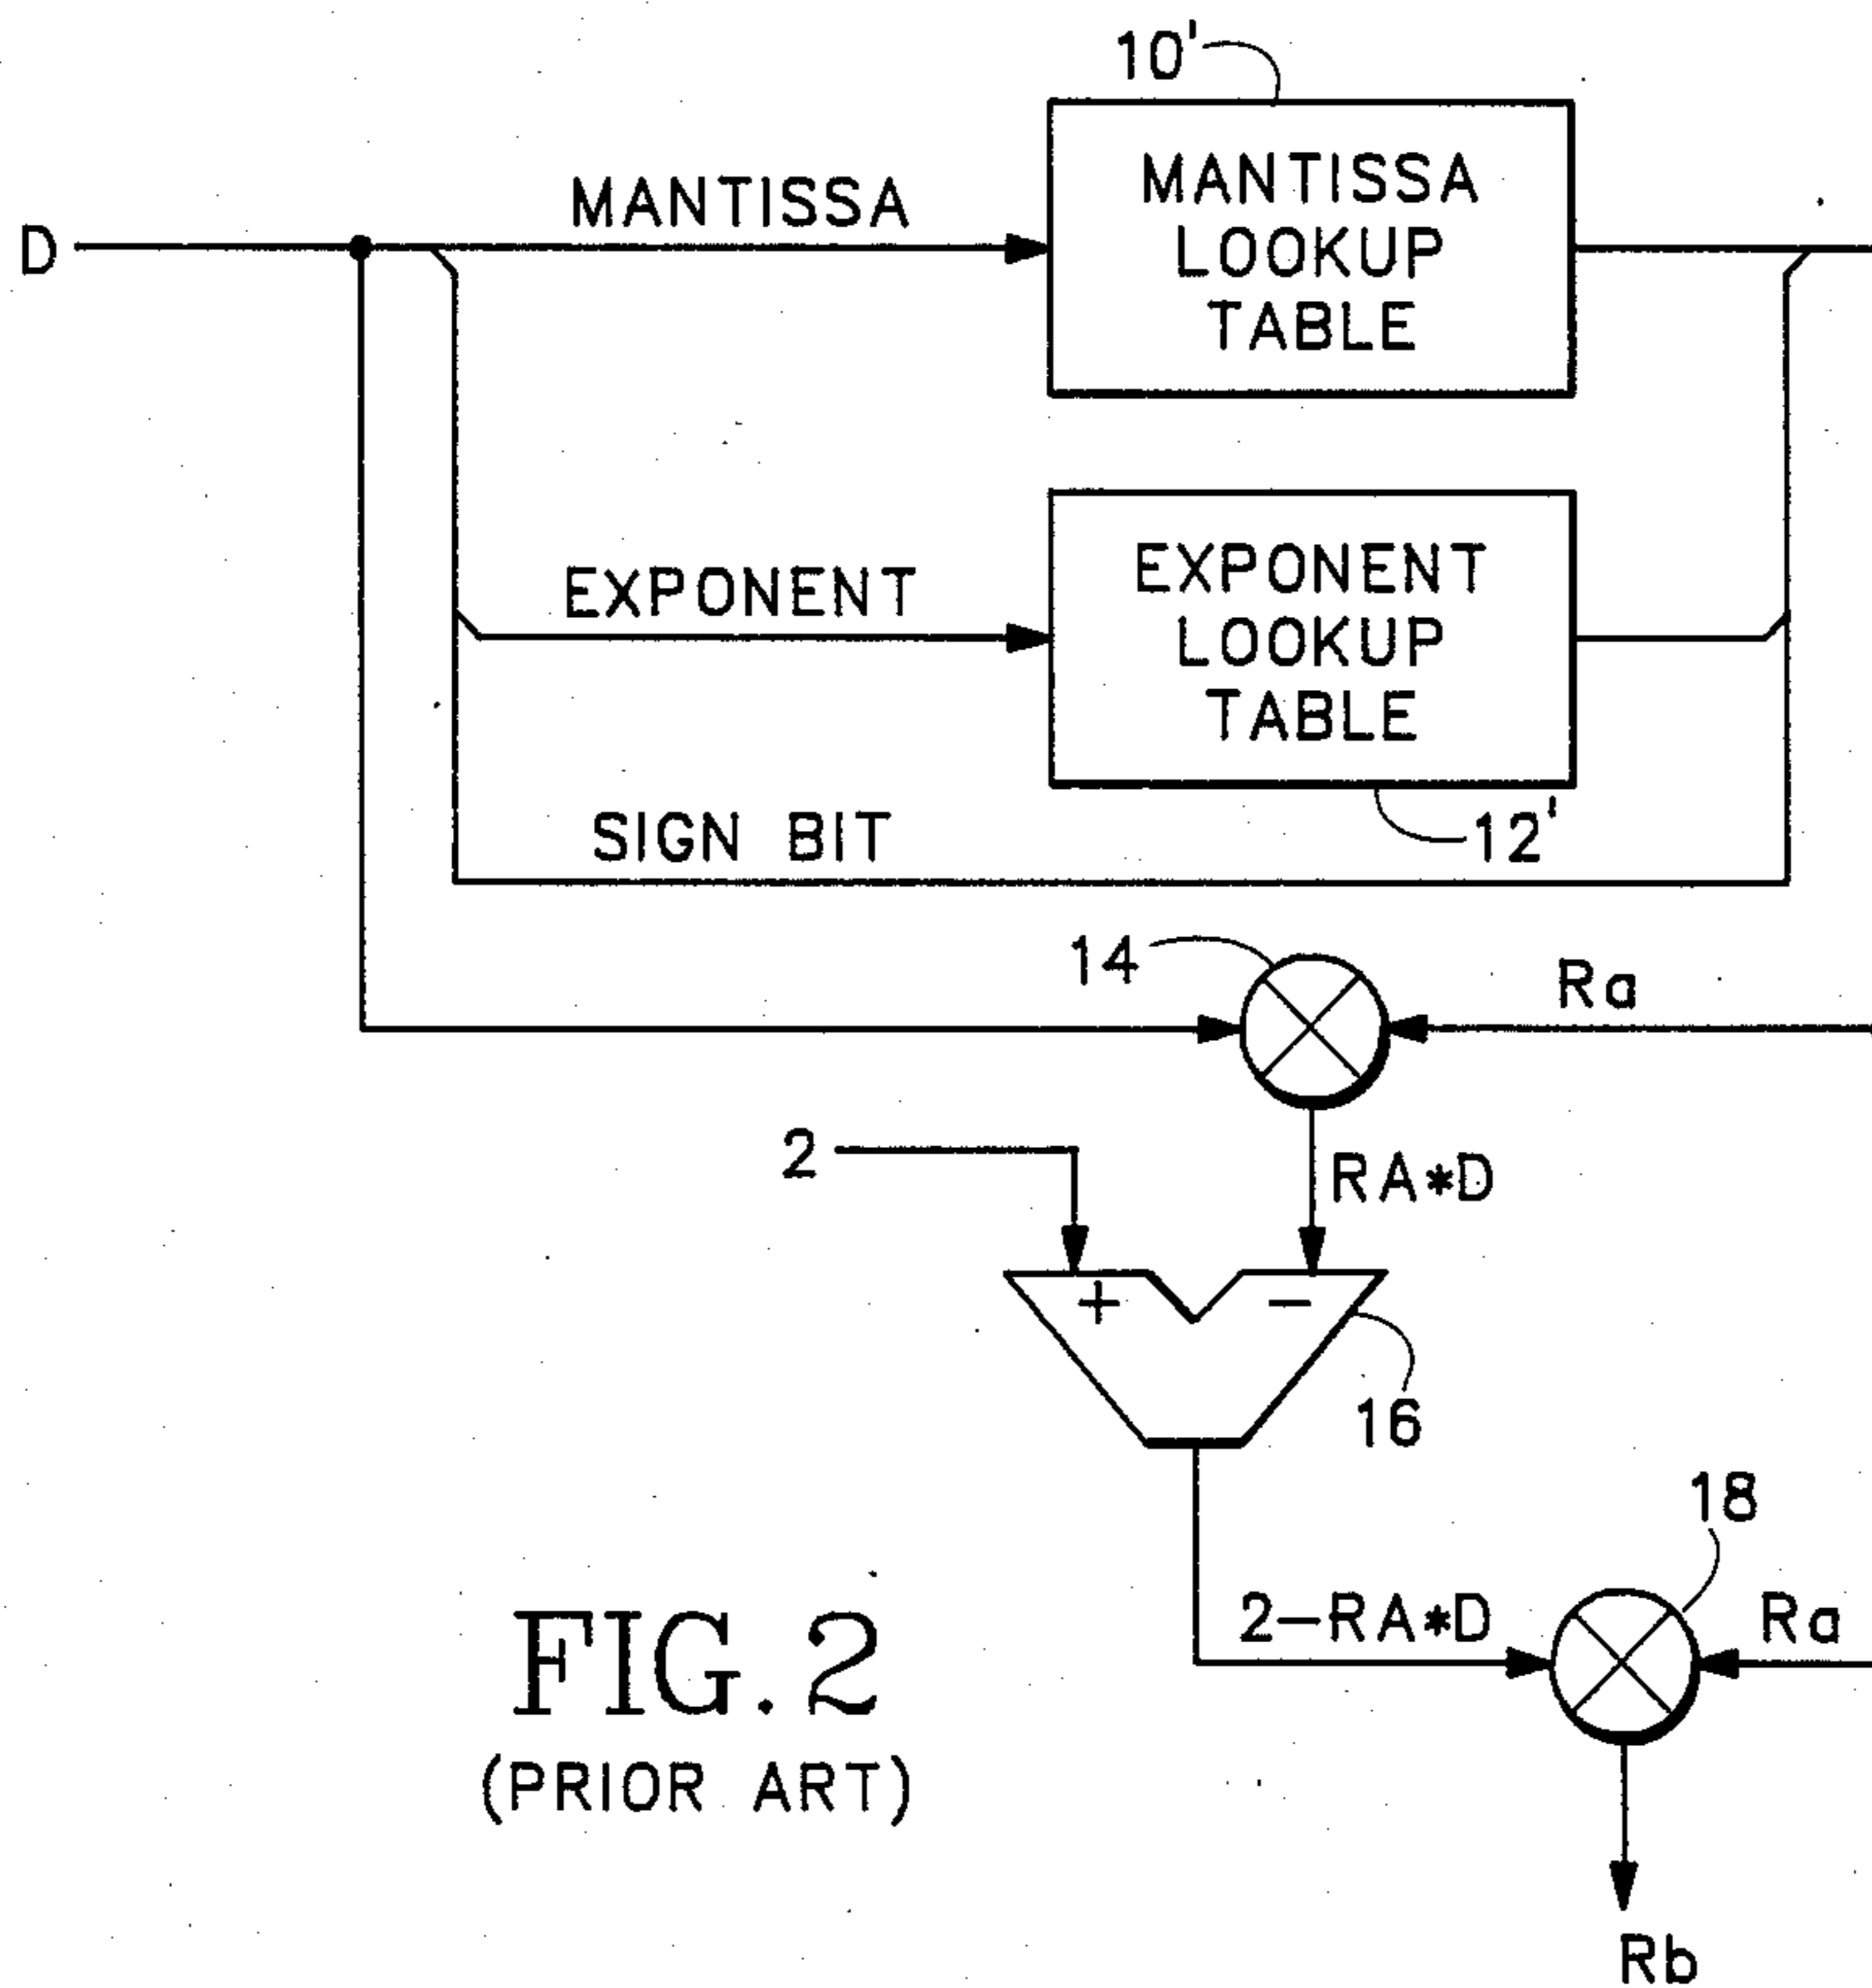 10'
MANTISSA
LOOKUP
TABLE
D
MANTISSA
EXPONENT
LOOKUP
TABLE
EXPONENT
12'
SIGN BIT
14
Ra
2
RA*D
+
−
16
18
2−RA*D
Ra
FIG.2
(PRIOR ART)
Rb